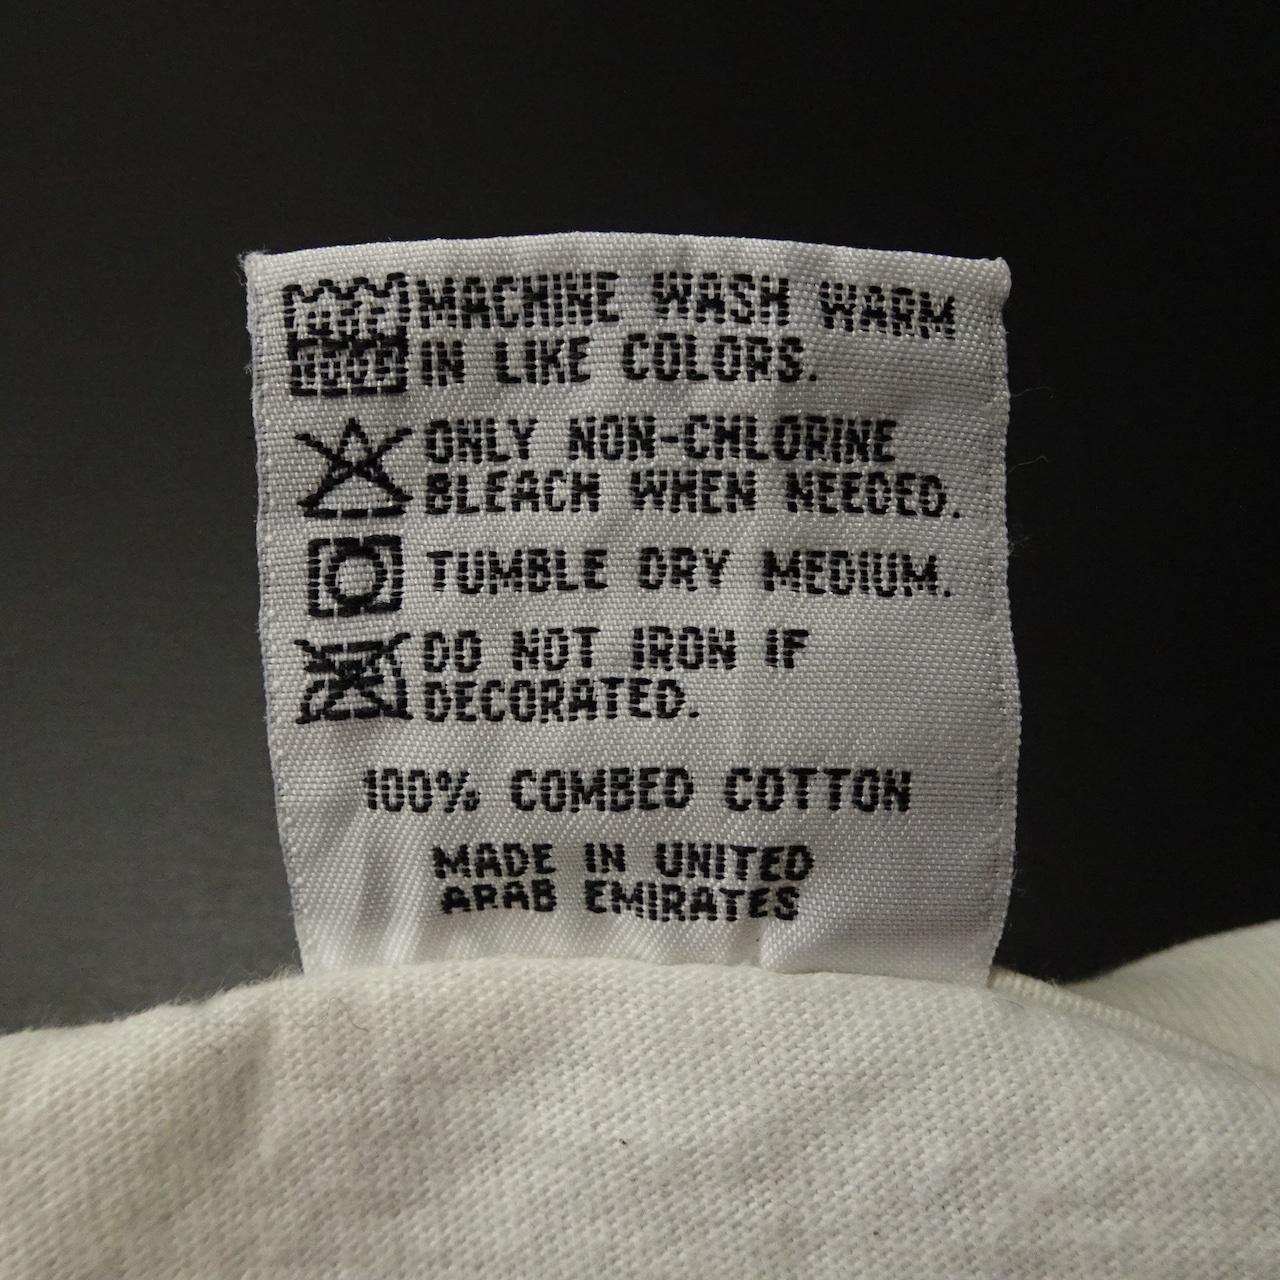 MACHINE WASH WARM
IN LIKE COLORS.
ONLY NON-CHLORINE
BLEACH WHEN NEEDED.
TUMBLE DRY MEDIUM.
DO NOT IRON IF
DECORATED.
100% COMBED COTTON
MADE IN UNITED
ARAB EMIRATES